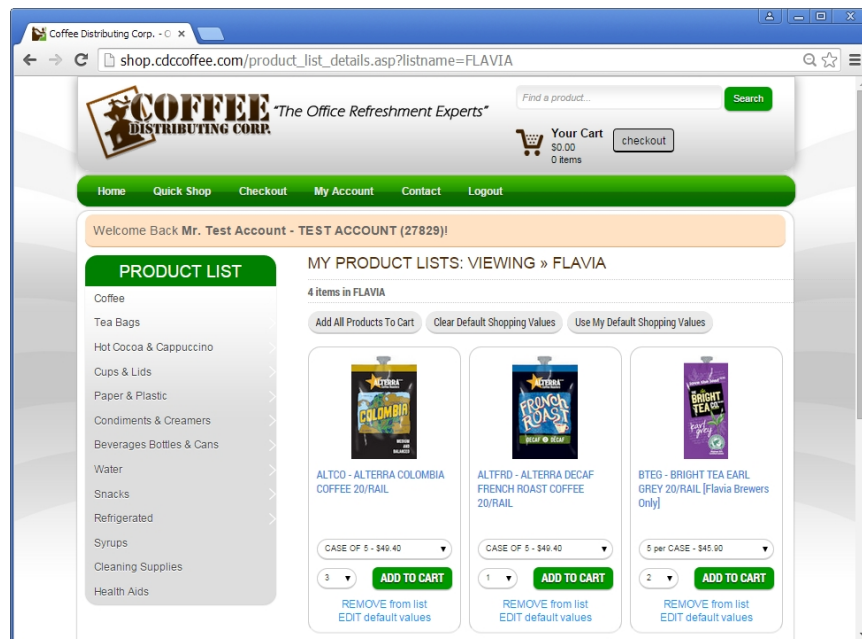 Coffee Distributing Corp. - O
shop.cdccoffee.com/product_list_details.asp?listname=FLAVIA
COFFEE
DISTRIBUTING CORP.
"The Office Refreshment Experts"
Find a product...
Search
Your Cart
$0.00
0 items
checkout
Home Quick Shop Checkout My Account Contact Logout
Welcome Back Mr. Test Account - TEST ACCOUNT (27829)!
PRODUCT LIST
Coffee
Tea Bags
Hot Cocoa & Cappuccino
Cups & Lids
Paper & Plastic
Condiments & Creamers
Beverages Bottles & Cans
Water
Snacks
Refrigerated
Syrups
Cleaning Supplies
Health Aids
MY PRODUCT LISTS: VIEWING » FLAVIA
4 items in FLAVIA
Add All Products To Cart Clear Default Shopping Values Use My Default Shopping Values
ALTERRA
COLOMBIA
MEDIUM
AND
BALANCED
ALTCO - ALTERRA COLOMBIA
COFFEE 20/RAIL
CASE OF 5 - $49.40
3
ADD TO CART
REMOVE from list
EDIT default values
ALTERRA
FRENCH
ROAST
DECAF DECAF
ALTFRD - ALTERRA DECAF
FRENCH ROAST COFFEE
20/RAIL
CASE OF 5 - $49.40
1
ADD TO CART
REMOVE from list
EDIT default values
THE
BRIGHT
TEA CO
earl
grey
BTEG - BRIGHT TEA EARL
GREY 20/RAIL [Flavia Brewers
Only]
5 per CASE - $45.90
2
ADD TO CART
REMOVE from list
EDIT default values